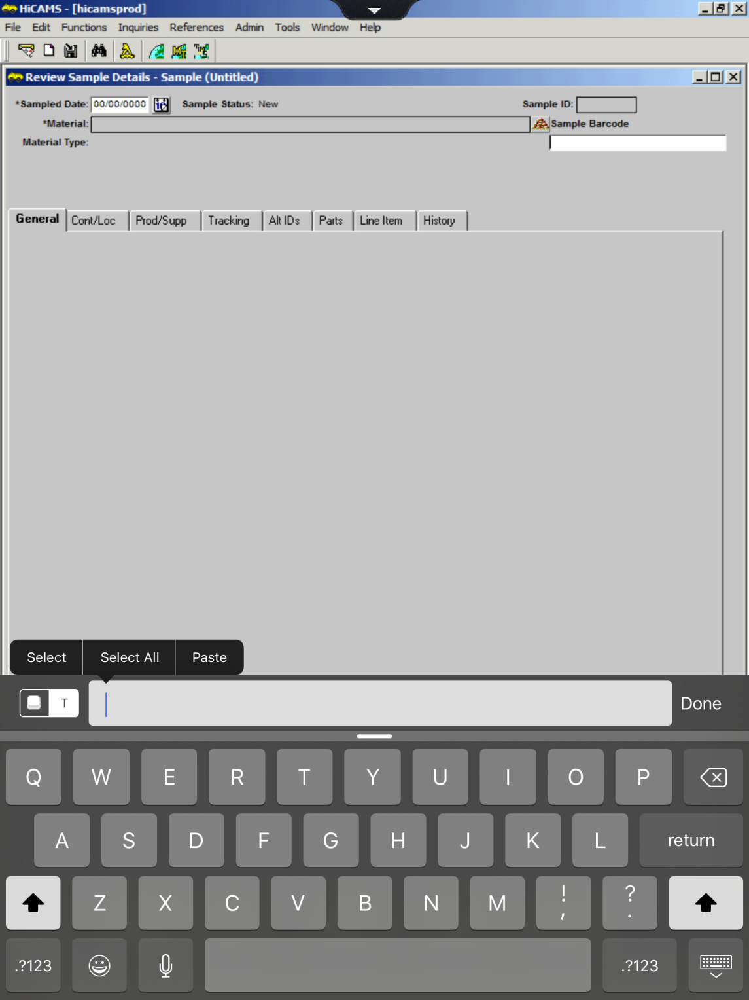 HiCAMS - [hicamsprod]
File Edit Functions Inquiries References Admin Tools Window Help
Review Sample Details - Sample (Untitled)
*Sampled Date: 00/00/0000 Sample Status: New Sample ID:
*Material: Sample Barcode
Material Type:
General Cont/Loc Prod/Supp Tracking Alt IDs Parts Line Item History
Select Select All Paste
T Done
Q W E R T Y U I O P
A S D F G H J K L return
Z X C V B N M ! , ? .
.?123 .?123